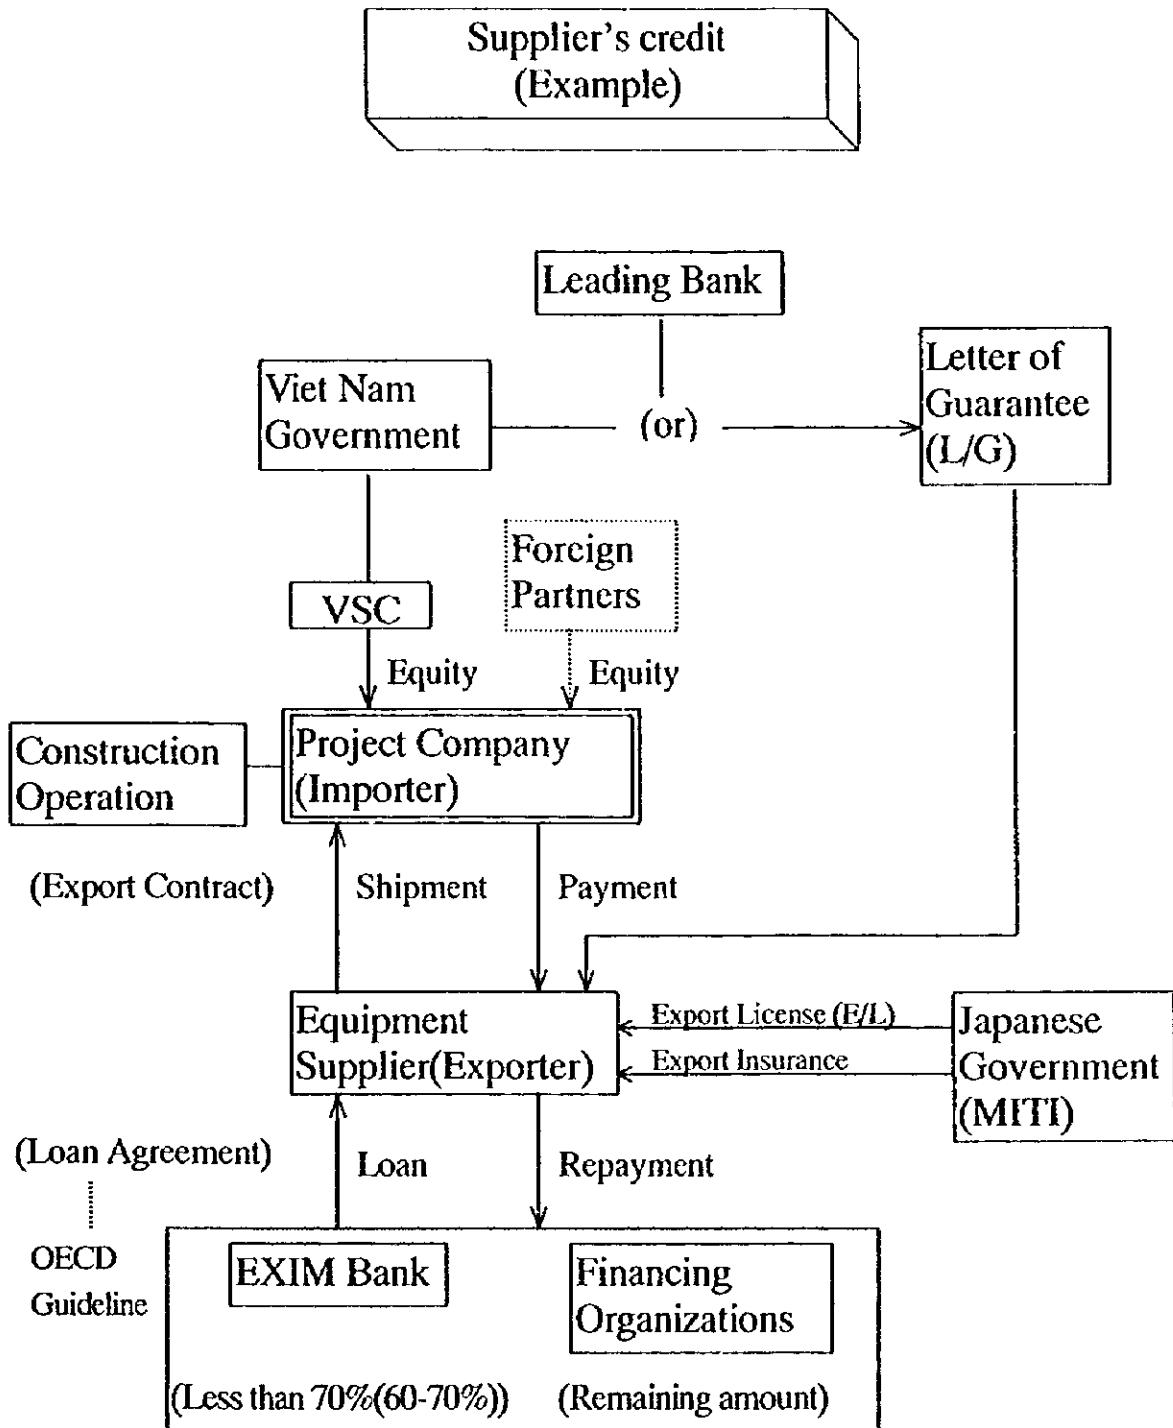 Supplier's credit
(Example)
Leading Bank
Viet Nam
Government
(or)
Letter of
Guarantee
(L/G)
Foreign
Partners
VSC
Equity
Equity
Construction
Operation
Project Company
(Importer)
(Export Contract)
Shipment
Payment
Equipment
Supplier(Exporter)
Export License (E/L)
Export Insurance
Japanese
Government
(MITI)
(Loan Agreement)
Loan
Repayment
OECD
Guideline
EXIM Bank
Financing
Organizations
(Less than 70%(60-70%))
(Remaining amount)